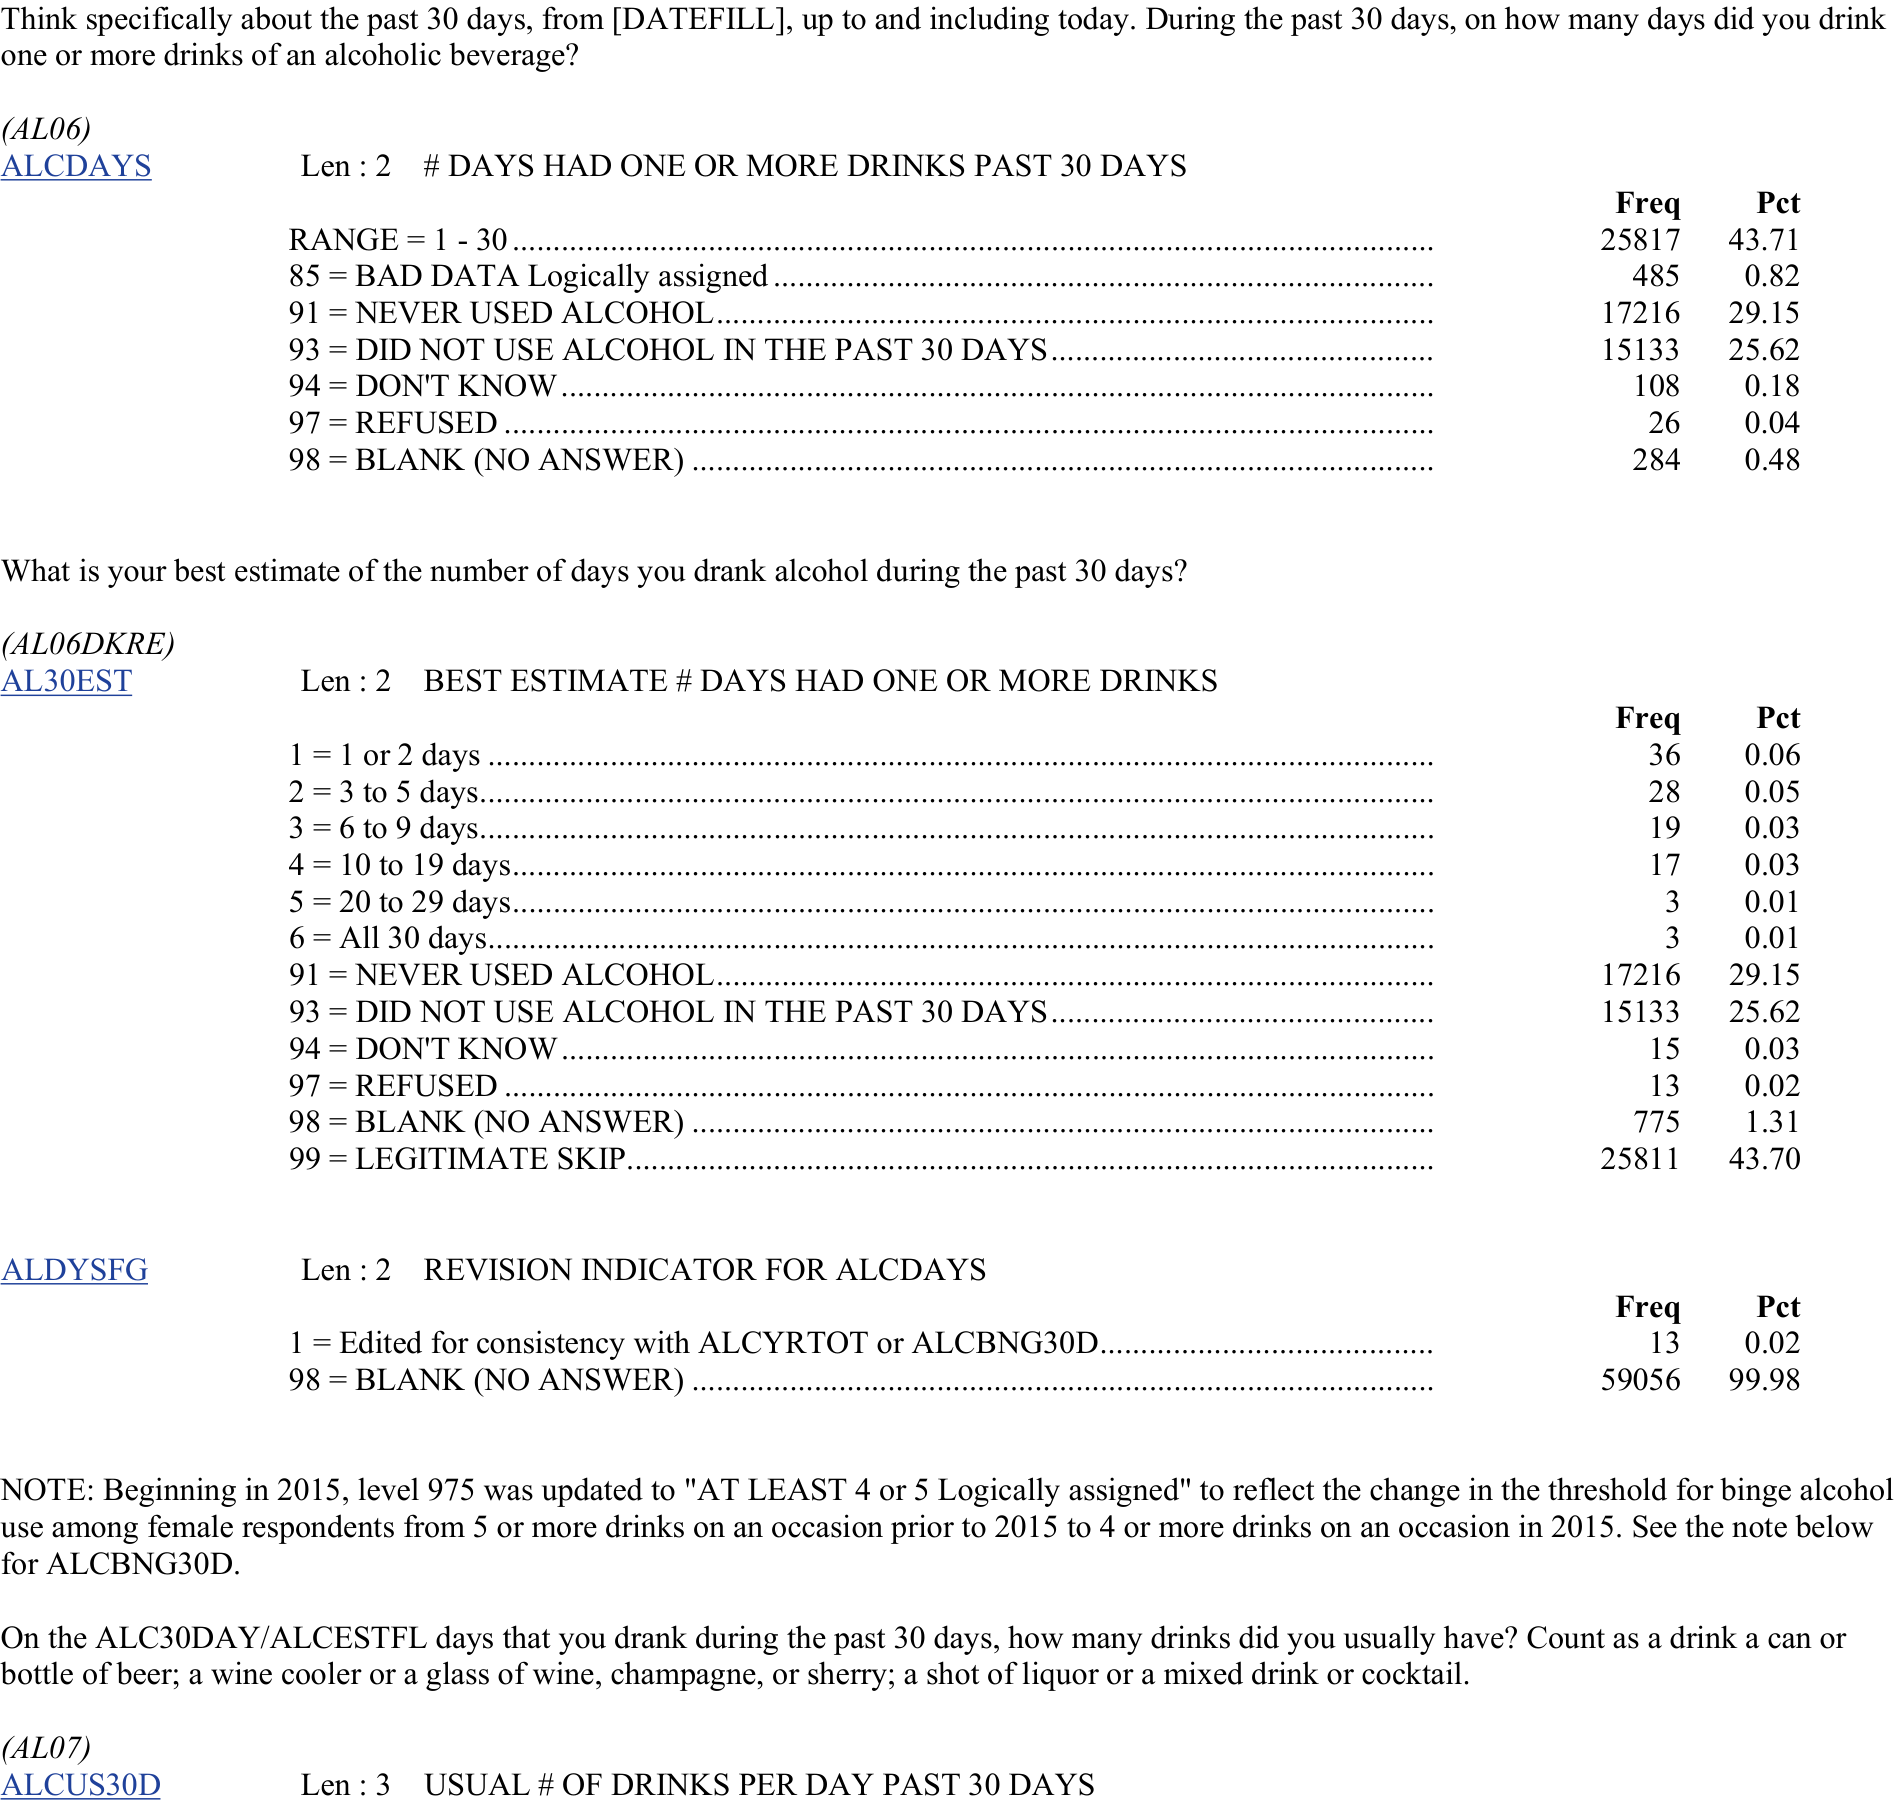 Think specifically about the past 30 days, from [DATEFILL], up to and including today. During the past 30 days, on how many days did you drink
one or more drinks of an alcoholic beverage?
(AL06)
ALCDAYS Len : 2 # DAYS HAD ONE OR MORE DRINKS PAST 30 DAYS
Freq Pct
RANGE = 1 - 30 ........ 25817 43.71
85 = BAD DATA Logically assigned ........ 485 0.82
91 = NEVER USED ALCOHOL ........ 17216 29.15
93 = DID NOT USE ALCOHOL IN THE PAST 30 DAYS ........ 15133 25.62
94 = DON'T KNOW ........ 108 0.18
97 = REFUSED ........ 26 0.04
98 = BLANK (NO ANSWER) ........ 284 0.48
What is your best estimate of the number of days you drank alcohol during the past 30 days?
(AL06DKRE)
AL30EST Len : 2 BEST ESTIMATE # DAYS HAD ONE OR MORE DRINKS
Freq Pct
1 = 1 or 2 days ........ 36 0.06
2 = 3 to 5 days ........ 28 0.05
3 = 6 to 9 days ........ 19 0.03
4 = 10 to 19 days ........ 17 0.03
5 = 20 to 29 days ........ 3 0.01
6 = All 30 days ........ 3 0.01
91 = NEVER USED ALCOHOL ........ 17216 29.15
93 = DID NOT USE ALCOHOL IN THE PAST 30 DAYS ........ 15133 25.62
94 = DON'T KNOW ........ 15 0.03
97 = REFUSED ........ 13 0.02
98 = BLANK (NO ANSWER) ........ 775 1.31
99 = LEGITIMATE SKIP ........ 25811 43.70
ALDYSFG Len : 2 REVISION INDICATOR FOR ALCDAYS
Freq Pct
1 = Edited for consistency with ALCYRTOT or ALCBNG30D ........ 13 0.02
98 = BLANK (NO ANSWER) ........ 59056 99.98
NOTE: Beginning in 2015, level 975 was updated to "AT LEAST 4 or 5 Logically assigned" to reflect the change in the threshold for binge alcohol
use among female respondents from 5 or more drinks on an occasion prior to 2015 to 4 or more drinks on an occasion in 2015. See the note below
for ALCBNG30D.
On the ALC30DAY/ALCESTFL days that you drank during the past 30 days, how many drinks did you usually have? Count as a drink a can or
bottle of beer; a wine cooler or a glass of wine, champagne, or sherry; a shot of liquor or a mixed drink or cocktail.
(AL07)
ALCUS30D Len : 3 USUAL # OF DRINKS PER DAY PAST 30 DAYS